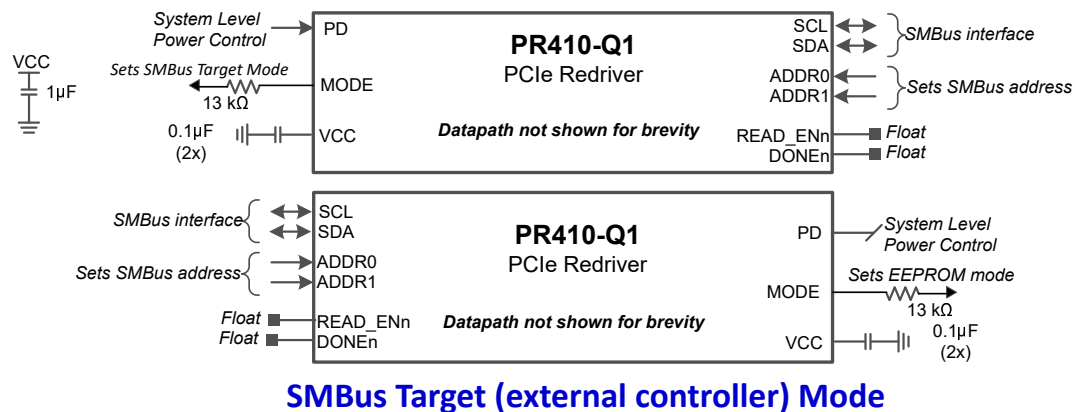 System Level
Power Control
PD
PR410-Q1
PCIe Redriver
SCL
SDA
SMBus interface
VCC
1µF
Sets SMBus Target Mode
13 kΩ
MODE
ADDR0
ADDR1
Sets SMBus address
0.1µF
(2x)
VCC
Datapath not shown for brevity
READ_ENn
Float
DONEn
Float
SMBus interface
SCL
SDA
PR410-Q1
PCIe Redriver
PD
System Level
Power Control
Sets SMBus address
ADDR0
ADDR1
Sets EEPROM mode
MODE
13 kΩ
Float
READ_ENn
Float
DONEn
Datapath not shown for brevity
VCC
0.1µF
(2x)
SMBus Target (external controller) Mode